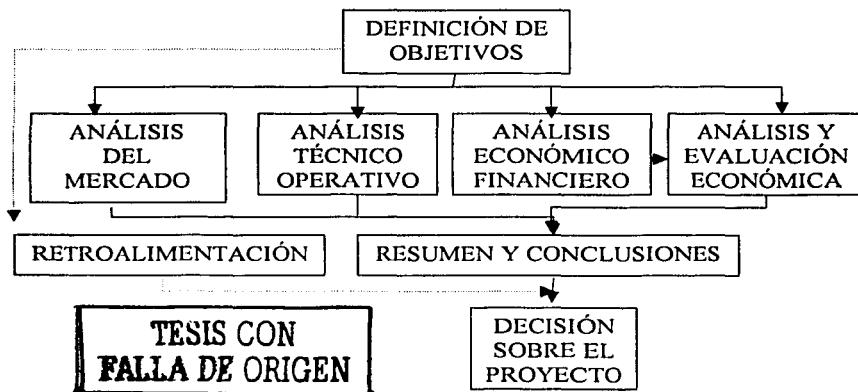 DEFINICIÓN DE
OBJETIVOS
ANÁLISIS
DEL
MERCADO
ANÁLISIS
TÉCNICO
OPERATIVO
ANÁLISIS
ECONÓMICO
FINANCIERO
ANÁLISIS Y
EVALUACIÓN
ECONÓMICA
RETROALIMENTACIÓN
RESUMEN Y CONCLUSIONES
TESIS CON
FALLA DE ORIGEN
DECISIÓN
SOBRE EL
PROYECTO